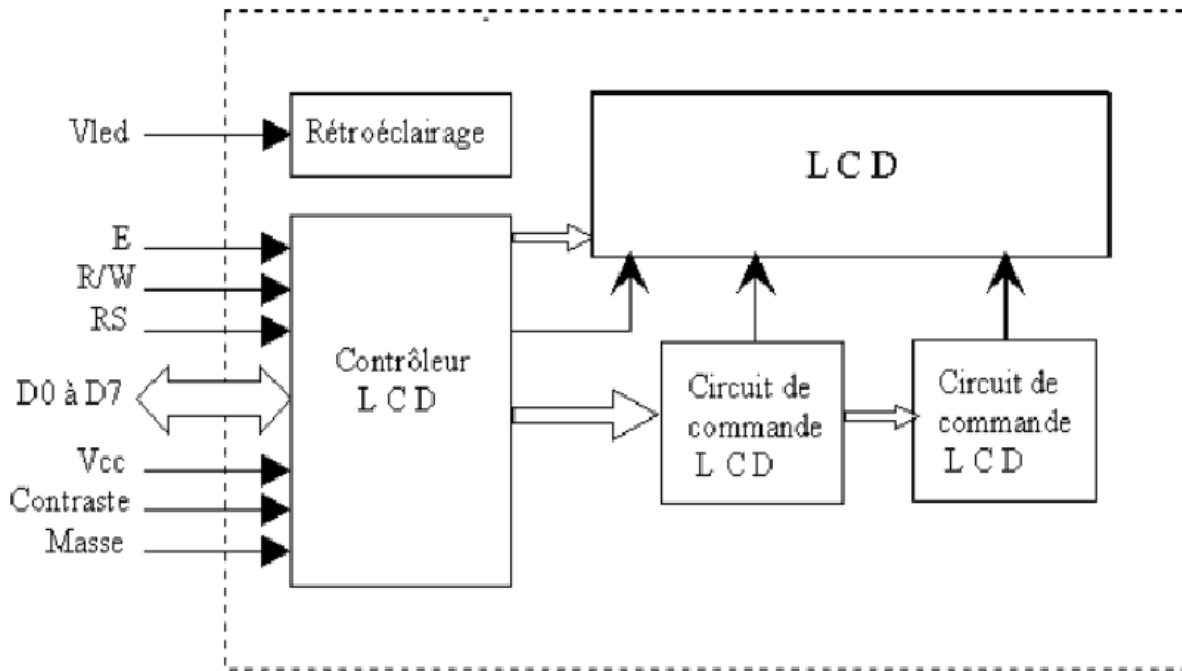 Vled
Rétroéclairage
L C D
E
R/W
RS
D0 à D7
Vcc
Contraste
Masse
Contrôleur
L C D
Circuit de
commande
L C D
Circuit de
commande
L C D